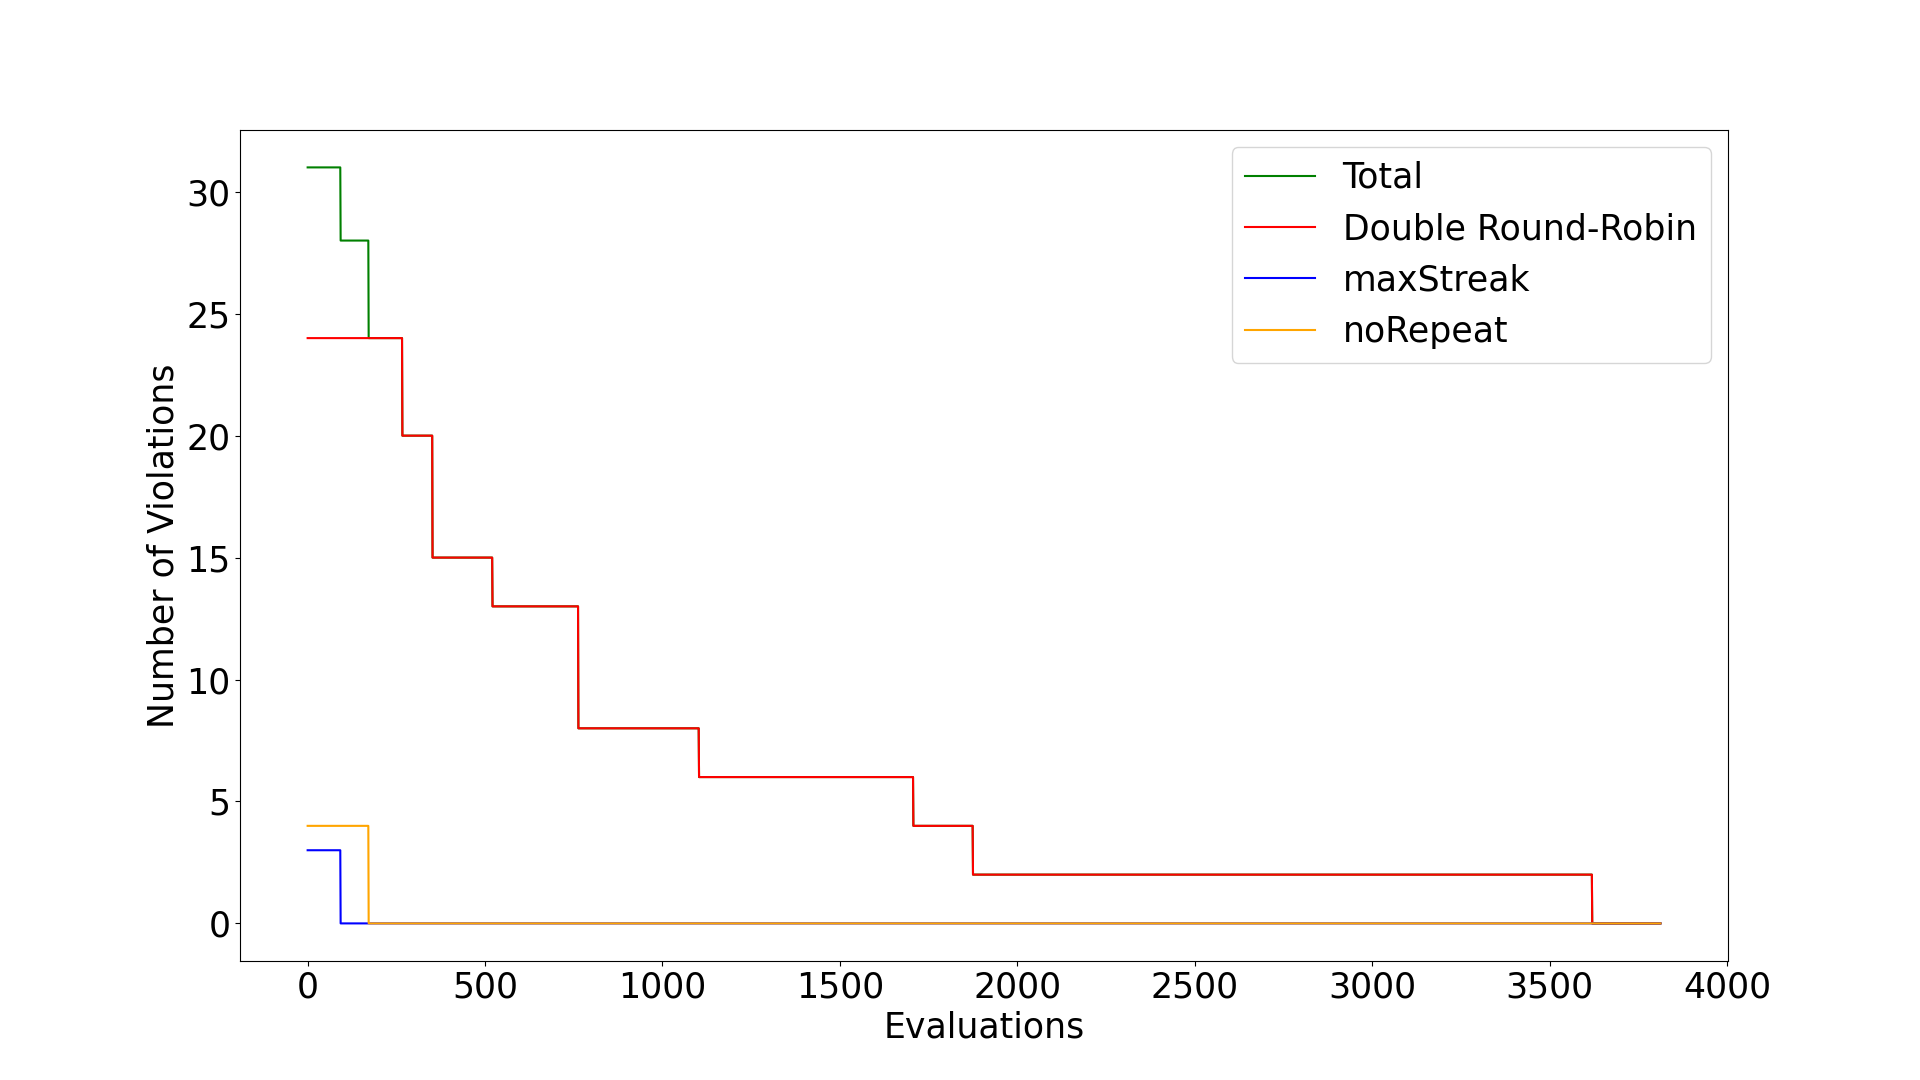 Total
Double Round-Robin
maxStreak
noRepeat
Number of Violations
30
25
20
15
10
5
0
0 500 1000 1500 2000 2500 3000 3500 4000
Evaluations